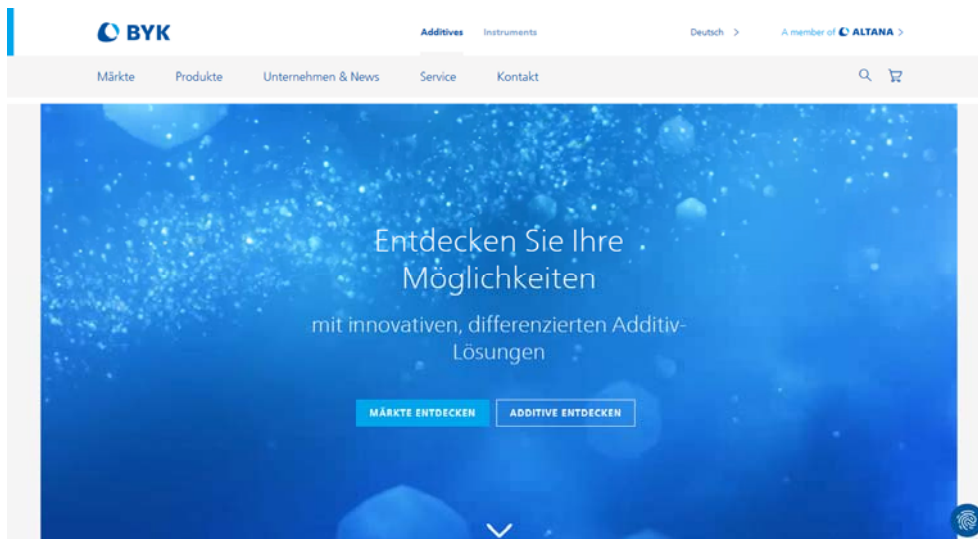 BYK
Additives Instruments
Deutsch
A member of ALTANA
Märkte Produkte Unternehmen & News Service Kontakt
Entdecken Sie Ihre
Möglichkeiten
mit innovativen, differenzierten Additiv-
Lösungen
MÄRKTE ENTDECKEN ADDITIVE ENTDECKEN